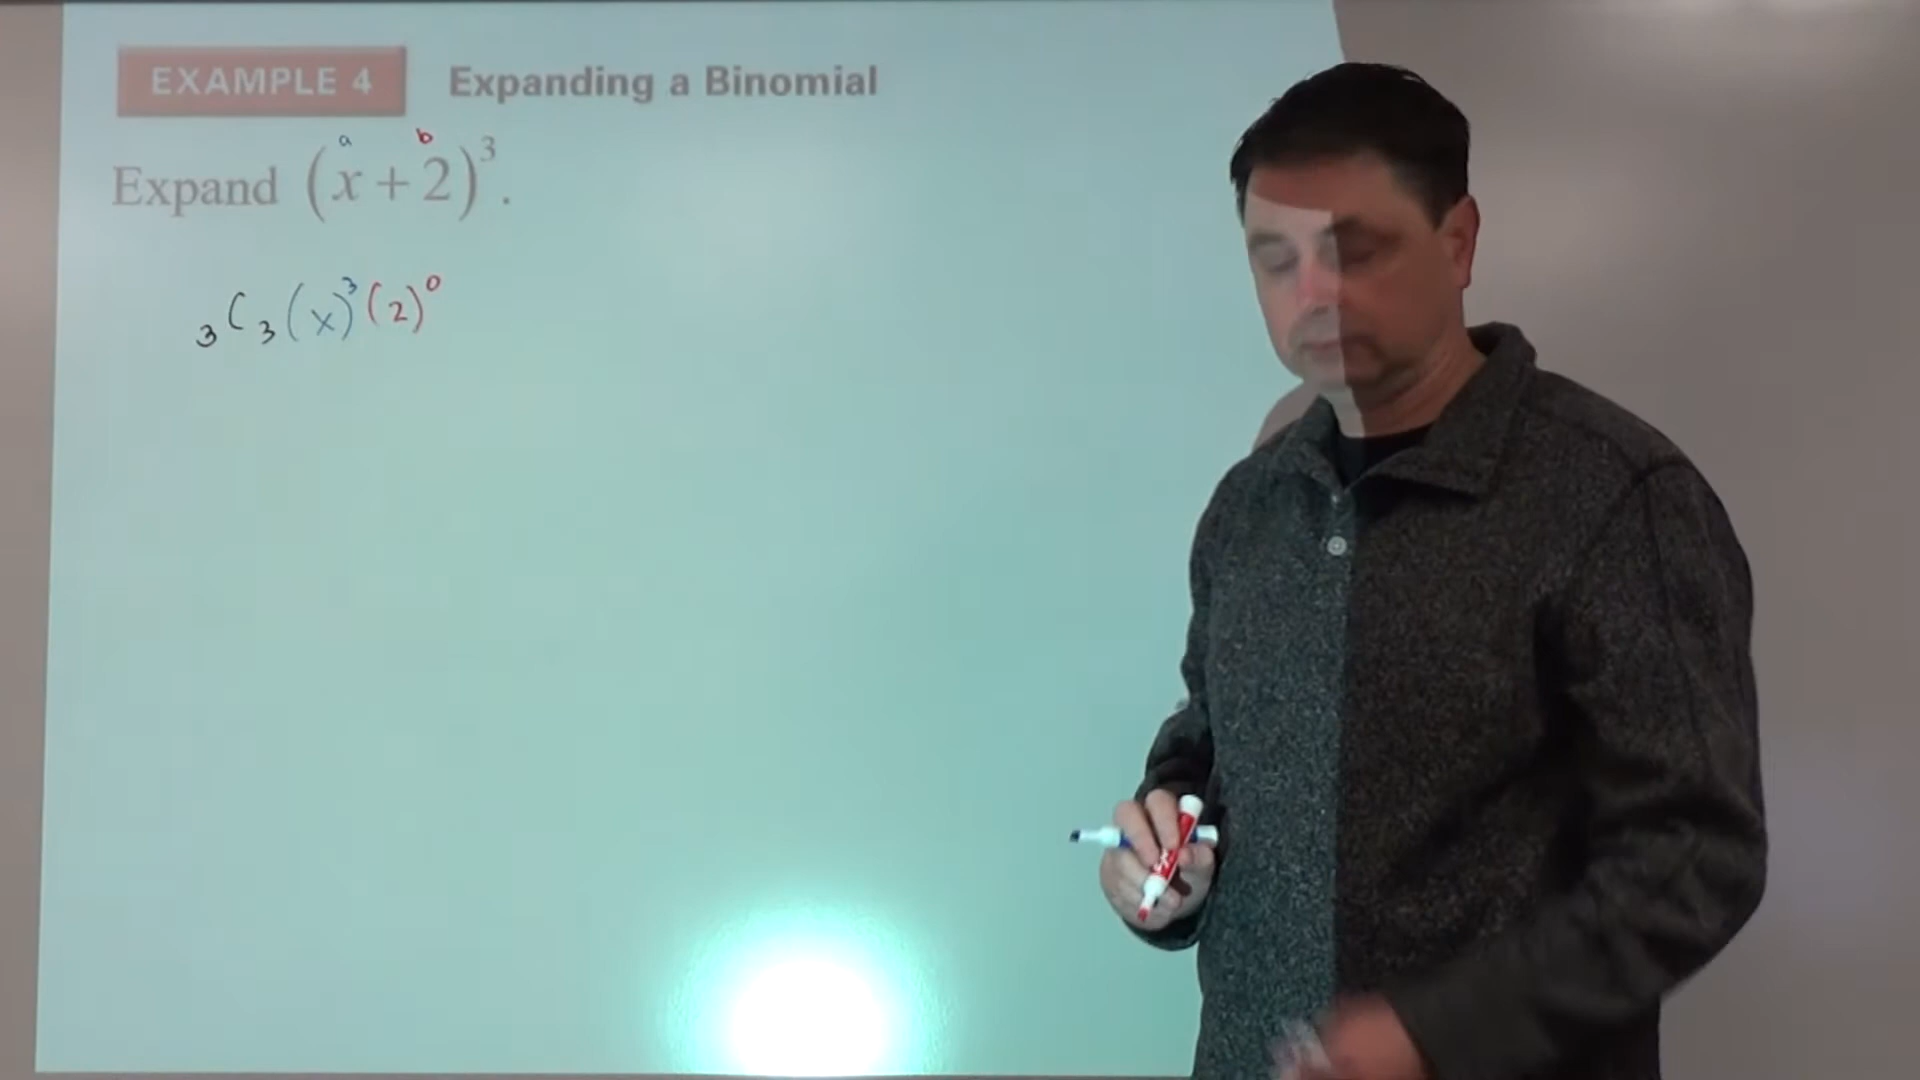 EXAMPLE 4 Expanding a Binomial
a b
Expand (x + 2)³.
₃C₃(x)³(2)⁰